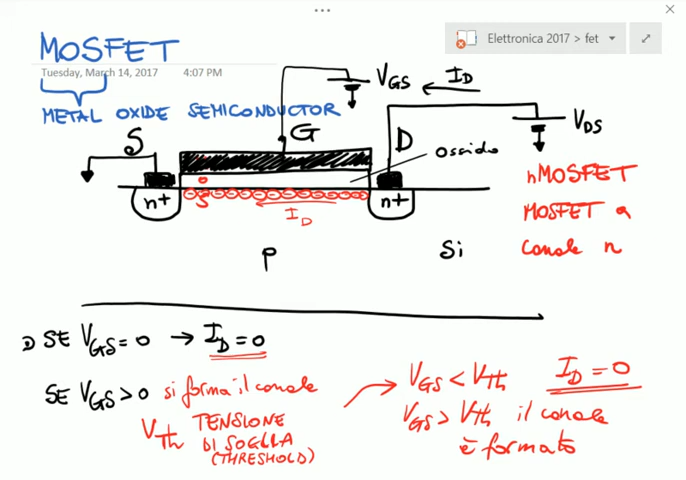 MOSFET
Elettronica 2017 > fet
Tuesday, March 14, 2017 4:07 PM
METAL OXIDE SEMICONDUCTOR
VGS
ID
VDS
S
G
D
ossido
n+
n+
ID
p
Si
nMOSFET
MOSFET a
canale n
SE VGS = 0 → ID = 0
SE VGS > 0 si forma il canale
Vth TENSIONE
DI SOGLIA
(THRESHOLD)
VGS < Vth ID = 0
VGS > Vth il canale
è formato